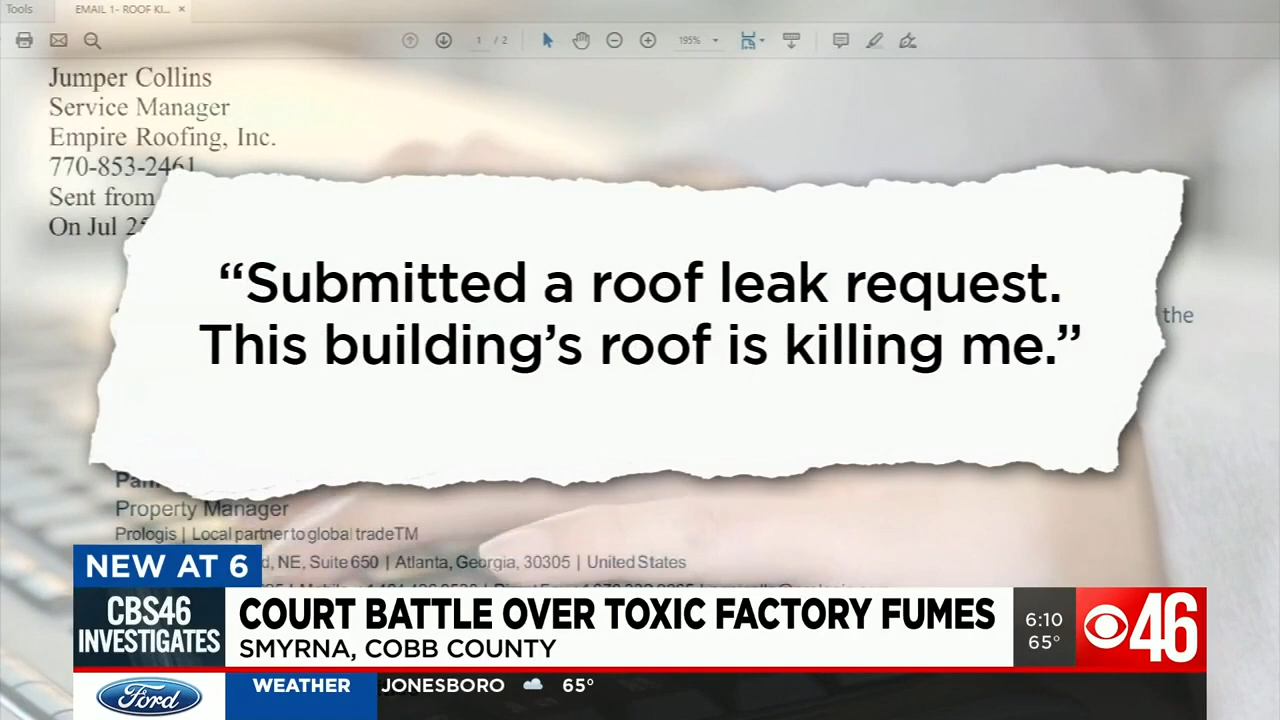 Tools
EMAIL 1- ROOF KI... ×
1 / 2
195%
Jumper Collins
Service Manager
Empire Roofing, Inc.
770-853-2461
Sent from
On Jul 25
“Submitted a roof leak request.
This building’s roof is killing me.”
the
Property Manager
Prologis | Local partner to global tradeTM
d, NE, Suite 650 | Atlanta, Georgia, 30305 | United States
NEW AT 6
CBS46
INVESTIGATES
COURT BATTLE OVER TOXIC FACTORY FUMES
SMYRNA, COBB COUNTY
6:10
65°
46
Ford
WEATHER
JONESBORO
65°